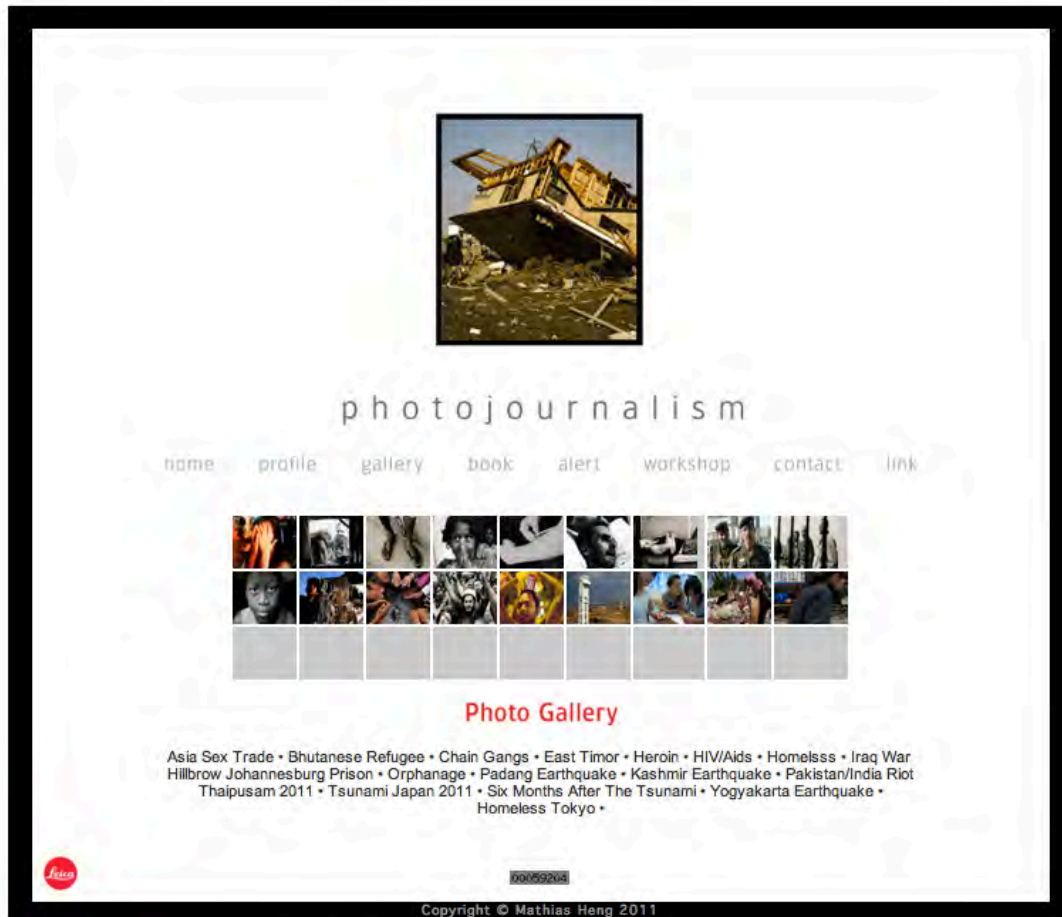 photojournalism
home profile gallery book alert workshop contact link
Photo Gallery
Asia Sex Trade • Bhutanese Refugee • Chain Gangs • East Timor • Heroin • HIV/Aids • Homelsss • Iraq War
Hillbrow Johannesburg Prison • Orphanage • Padang Earthquake • Kashmir Earthquake • Pakistan/India Riot
Thaipusam 2011 • Tsunami Japan 2011 • Six Months After The Tsunami • Yogyakarta Earthquake •
Homeless Tokyo •
Leica
00059204
Copyright © Mathias Heng 2011